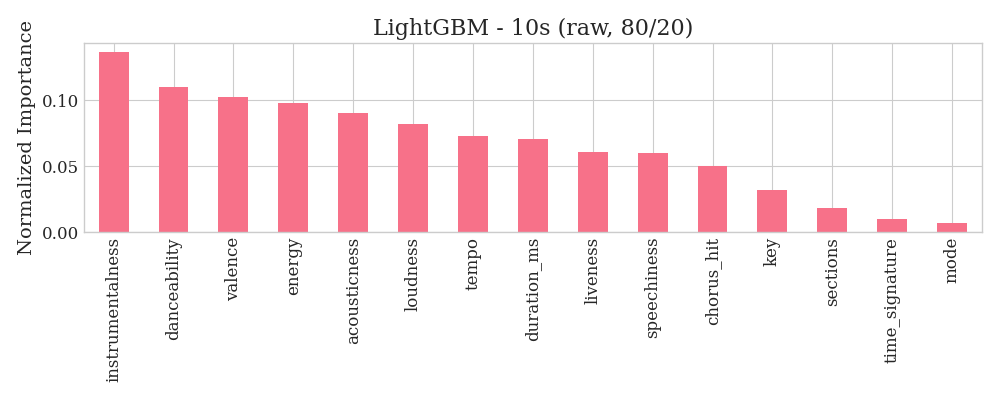 LightGBM - 10s (raw, 80/20)
Normalized Importance
0.10
0.05
0.00
instrumentalness
danceability
valence
energy
acousticness
loudness
tempo
duration_ms
liveness
speechiness
chorus_hit
key
sections
time_signature
mode